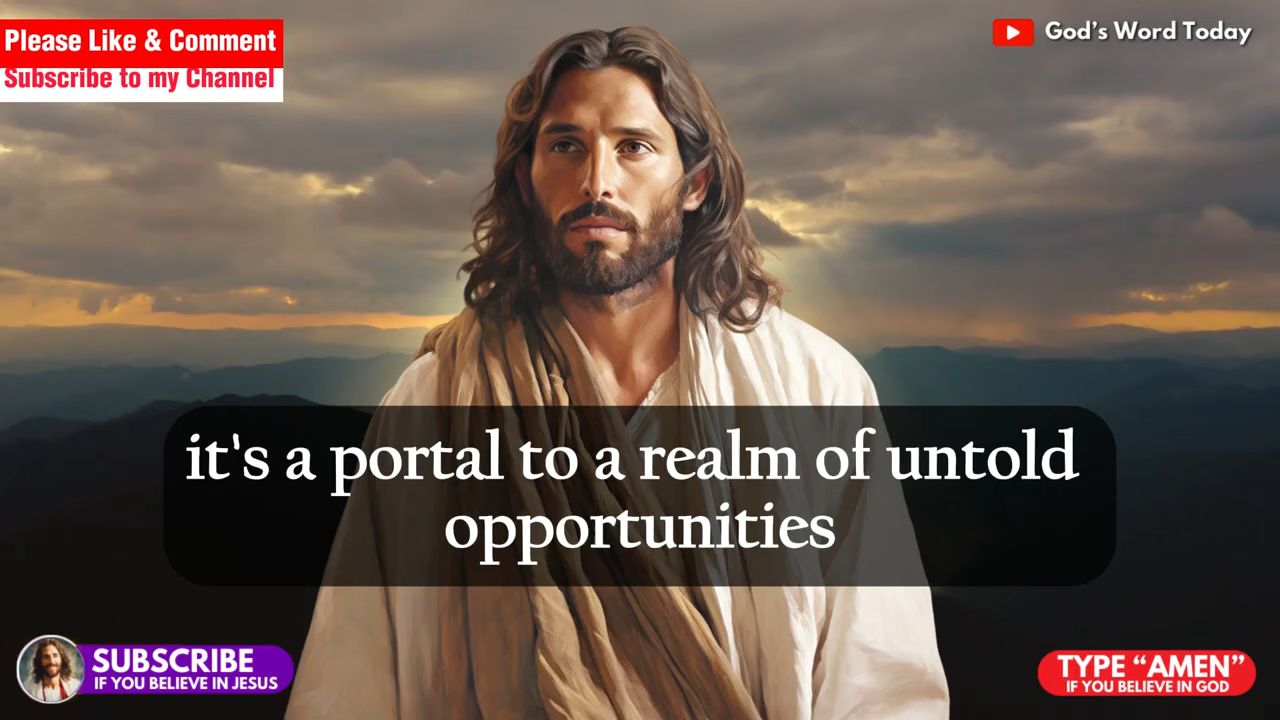 Please Like & Comment
Subscribe to my Channel
God's Word Today
it's a portal to a realm of untold
opportunities
SUBSCRIBE
IF YOU BELIEVE IN JESUS
TYPE “AMEN”
IF YOU BELIEVE IN GOD